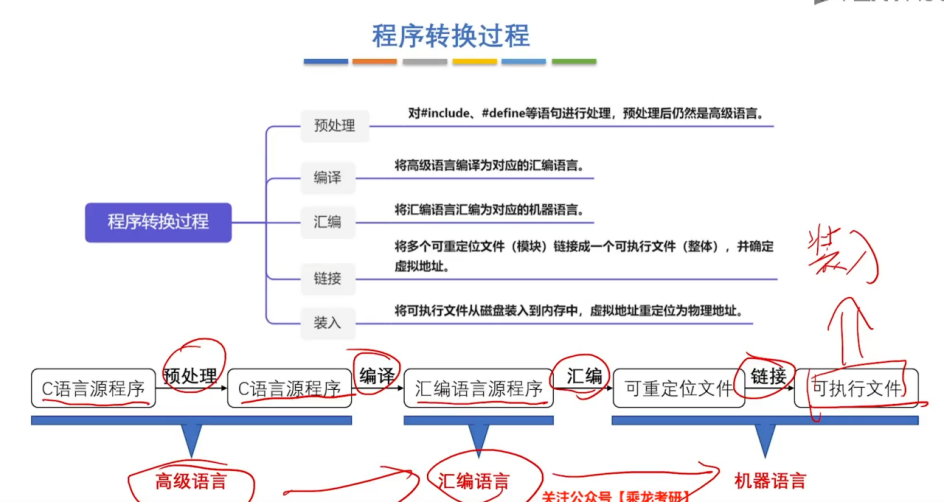 程序转换过程
预处理
对#include、#define等语句进行处理，预处理后仍然是高级语言。
编译
将高级语言编译为对应的汇编语言。
程序转换过程
汇编
将汇编语言汇编为对应的机器语言。
链接
将多个可重定位文件（模块）链接成一个可执行文件（整体），并确定
虚拟地址。
装入
将可执行文件从磁盘装入到内存中，虚拟地址重定位为物理地址。
装入
C语言源程序 预处理 C语言源程序 编译 汇编语言源程序 汇编 可重定位文件 链接 可执行文件
高级语言 汇编语言 机器语言
关注公众号【乘龙考研】